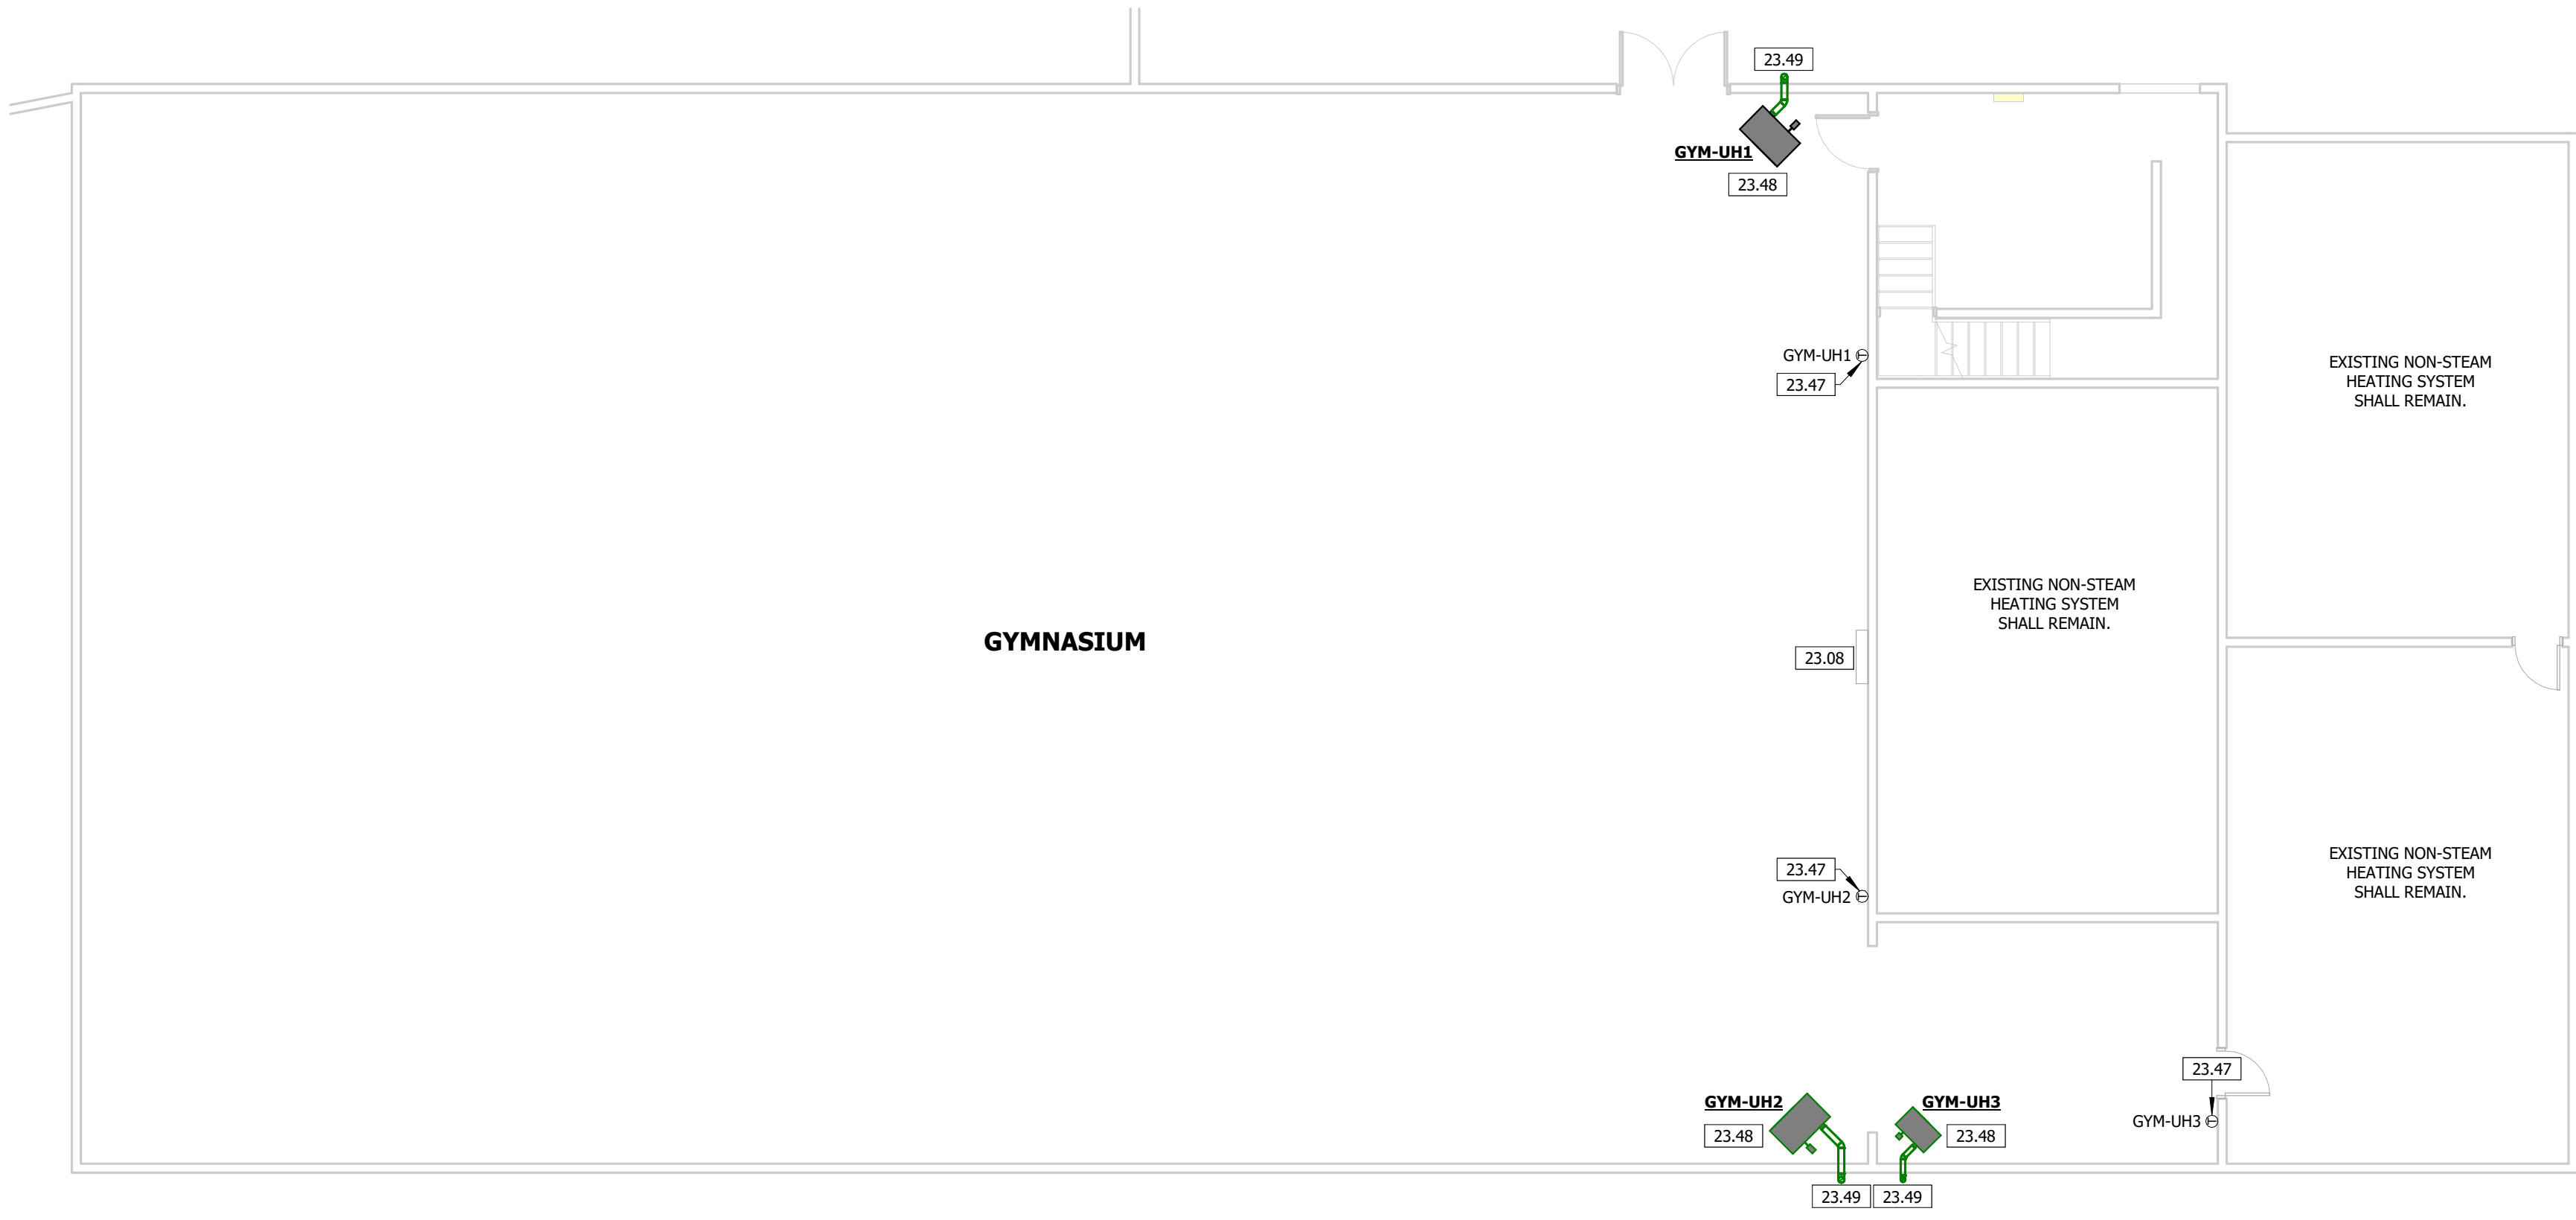 23.49
GYM-UH1
23.48
GYM-UH1
23.47
EXISTING NON-STEAM
HEATING SYSTEM
SHALL REMAIN.
EXISTING NON-STEAM
HEATING SYSTEM
SHALL REMAIN.
GYMNASIUM
23.08
23.47
GYM-UH2
EXISTING NON-STEAM
HEATING SYSTEM
SHALL REMAIN.
23.47
GYM-UH3
GYM-UH2
23.48
GYM-UH3
23.48
23.49
23.49